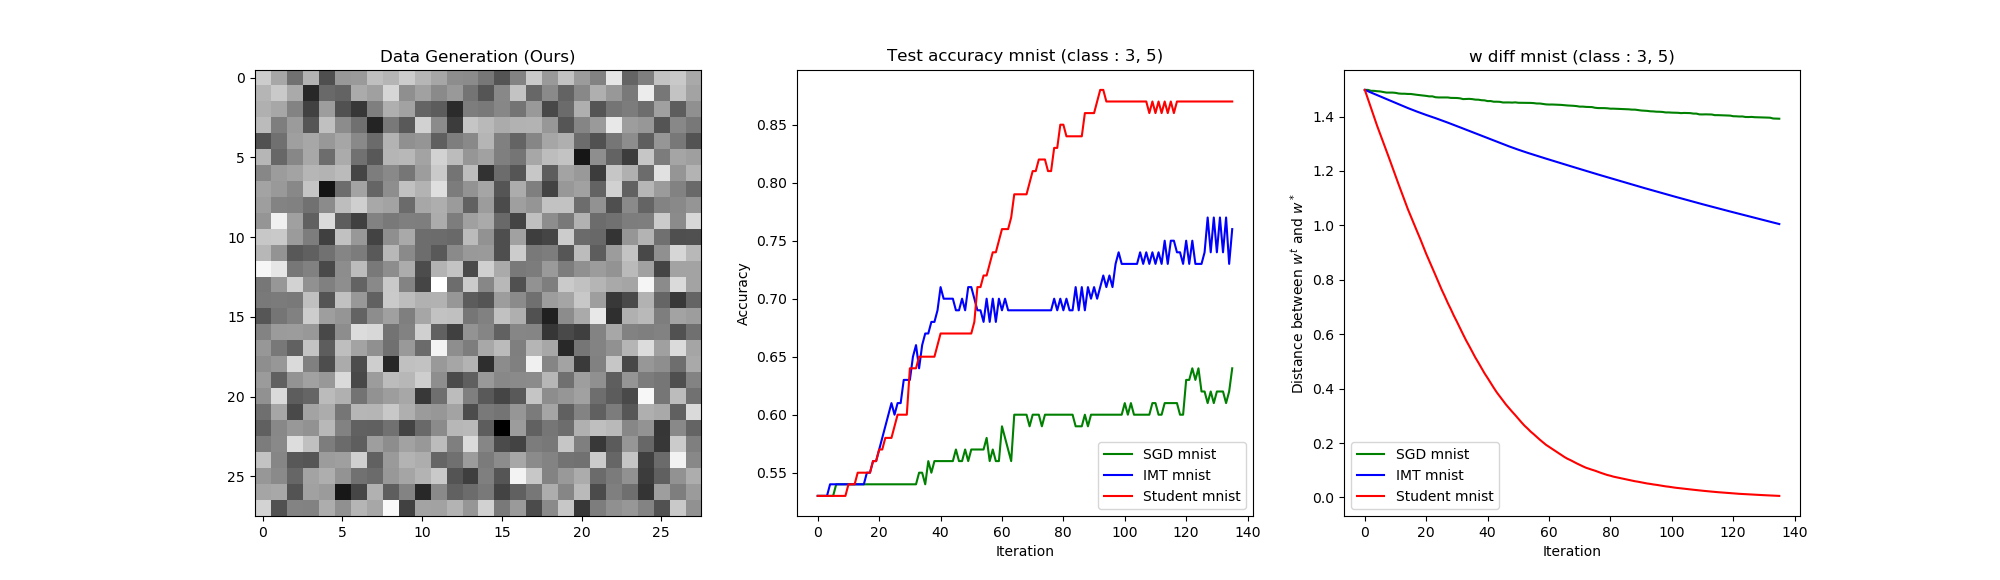 Data Generation (Ours)
0
5
10
15
20
25
0 5 10 15 20 25
Test accuracy mnist (class : 3, 5)
Accuracy
0.85
0.80
0.75
0.70
0.65
0.60
0.55
SGD mnist
IMT mnist
Student mnist
0 20 40 60 80 100 120 140
Iteration
w diff mnist (class : 3, 5)
Distance between w^t and w^*
1.4
1.2
1.0
0.8
0.6
0.4
0.2
0.0
SGD mnist
IMT mnist
Student mnist
0 20 40 60 80 100 120 140
Iteration